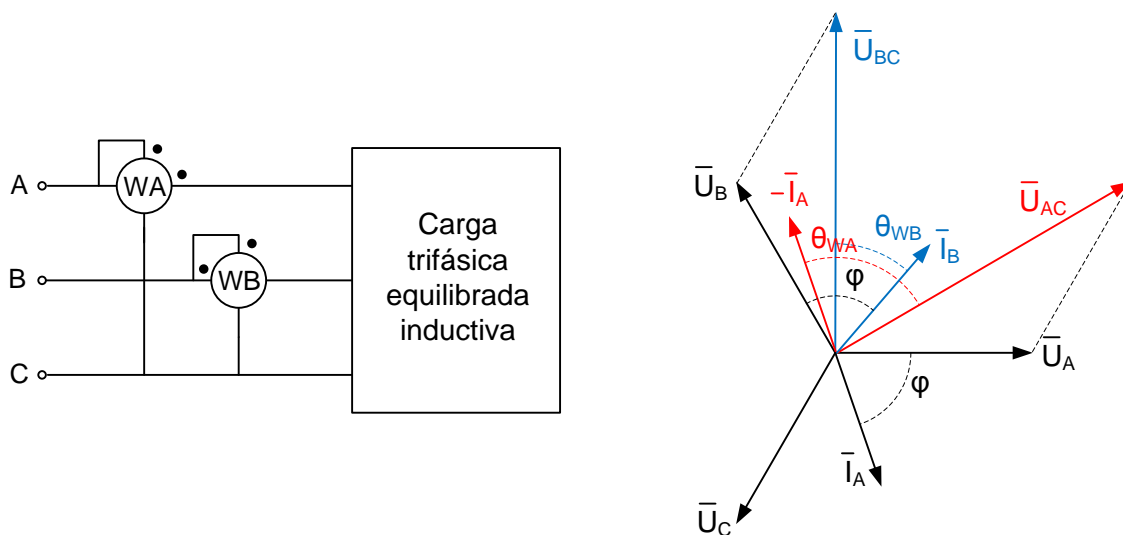 A
WA
B
WB
C
Carga
trifásica
equilibrada
inductiva
U̅BC
U̅B
−I̅A
U̅AC
θWA
θWB
I̅B
φ
U̅A
φ
I̅A
U̅C